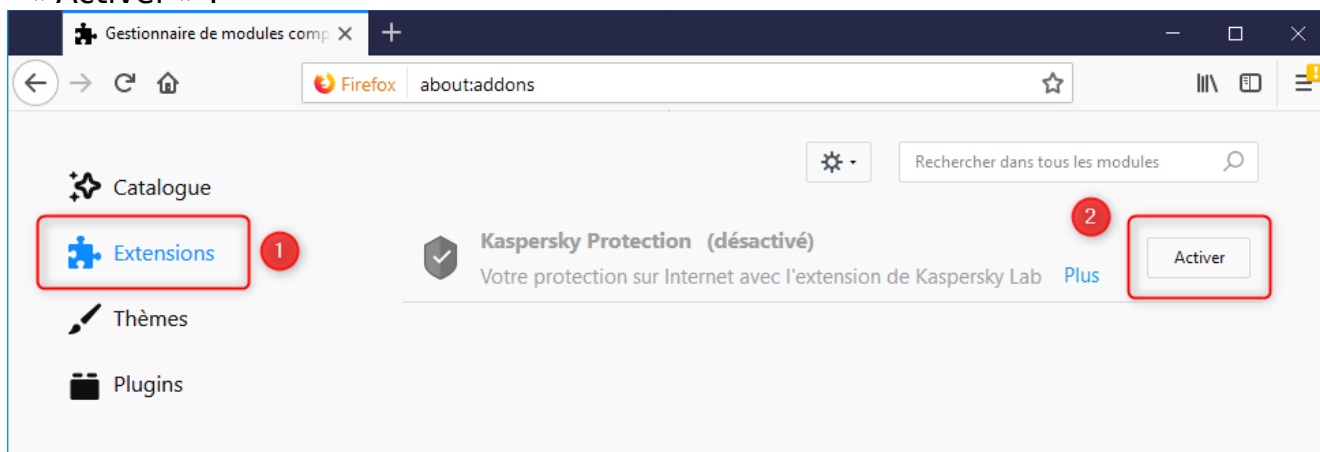 « Activer » :
Gestionnaire de modules comp
Firefox about:addons
Rechercher dans tous les modules
Catalogue
Extensions
1
Kaspersky Protection (désactivé)
2
Votre protection sur Internet avec l'extension de Kaspersky Lab Plus
Activer
Thèmes
Plugins